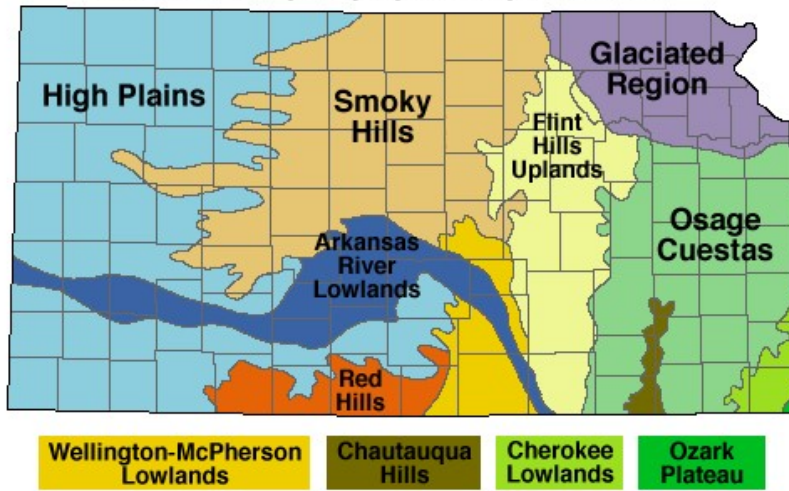 High Plains
Smoky
Hills
Glaciated
Region
Flint
Hills
Uplands
Osage
Cuestas
Arkansas
River
Lowlands
Red
Hills
Wellington-McPherson
Lowlands
Chautauqua
Hills
Cherokee
Lowlands
Ozark
Plateau